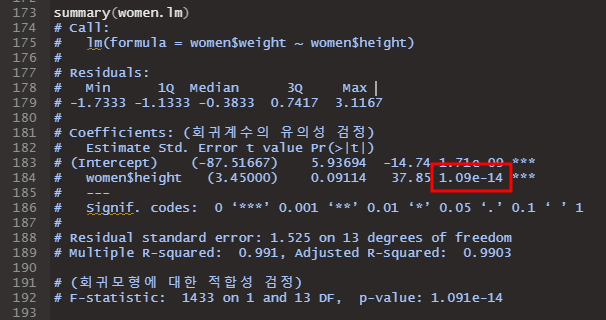 173 summary(women.lm)
174 # Call:
175 #   lm(formula = women$weight ~ women$height)
176 #
177 # Residuals:
178 #   Min      1Q  Median      3Q     Max
179 # -1.7333 -1.1333 -0.3833  0.7417  3.1167
180 #
181 # Coefficients: (회귀계수의 유의성 검정)
182 #   Estimate Std. Error t value Pr(>|t|)
183 # (Intercept)    (-87.51667)    5.93694  -14.74 1.71e-09 ***
184 #   women$height   (3.45000)    0.09114   37.85 1.09e-14 ***
185 #   ---
186 #   Signif. codes:  0 ‘***’ 0.001 ‘**’ 0.01 ‘*’ 0.05 ‘.’ 0.1 ‘ ’ 1
187 #
188 # Residual standard error: 1.525 on 13 degrees of freedom
189 # Multiple R-squared:  0.991, Adjusted R-squared:  0.9903
190
191 # (회귀모형에 대한 적합성 검정)
192 # F-statistic:  1433 on 1 and 13 DF,  p-value: 1.091e-14
193